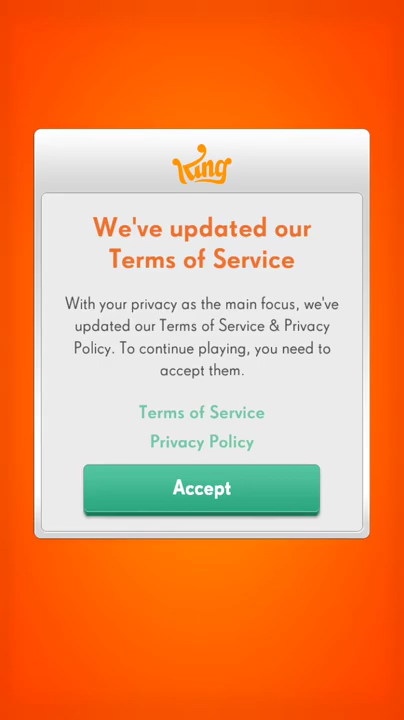 King
We've updated our
Terms of Service
With your privacy as the main focus, we've
updated our Terms of Service & Privacy
Policy. To continue playing, you need to
accept them.
Terms of Service
Privacy Policy
Accept